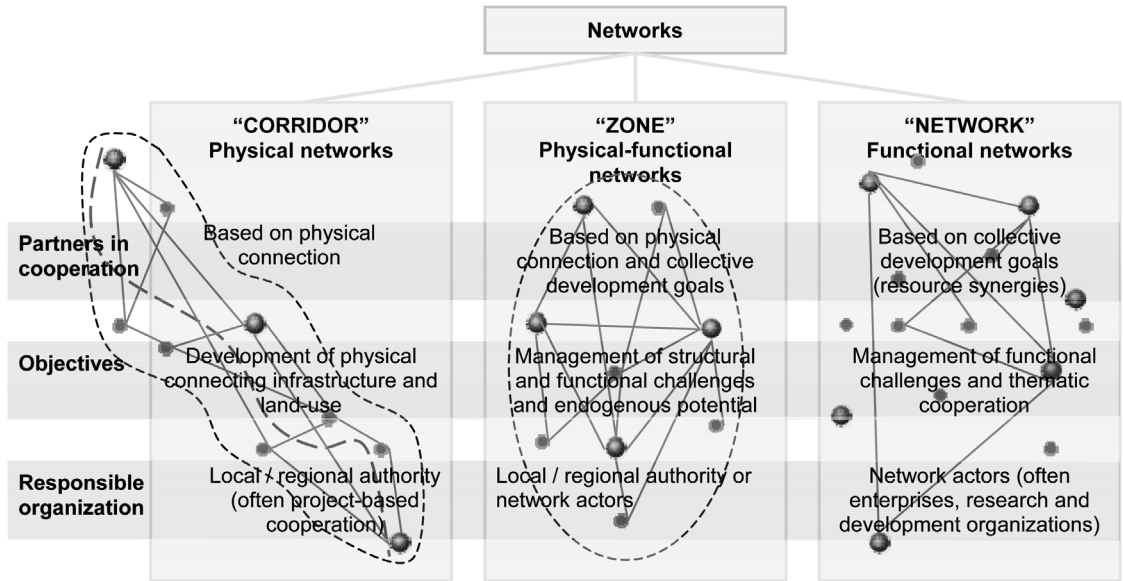 Networks
“CORRIDOR”
Physical networks
“ZONE”
Physical-functional
networks
“NETWORK”
Functional networks
Partners in
cooperation
Based on physical
connection
Based on physical
connection and collective
development goals
Based on collective
development goals
(resource synergies)
Objectives
Development of physical
connecting infrastructure and
land-use
Management of structural
and functional challenges
and endogenous potential
Management of functional
challenges and thematic
cooperation
Responsible
organization
Local / regional authority
(often project-based
cooperation)
Local / regional authority or
network actors
Network actors (often
enterprises, research and
development organizations)